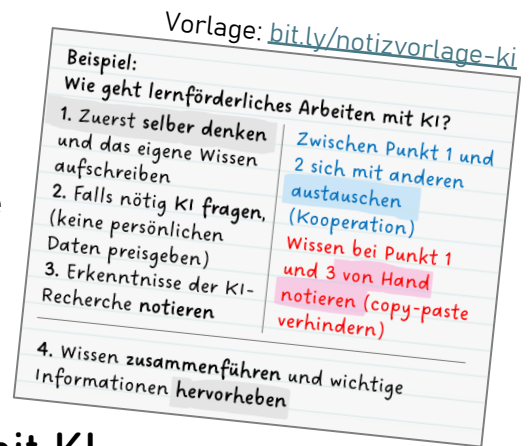 Vorlage: bit.ly/notizvorlage-ki
Beispiel:
Wie geht lernförderliches Arbeiten mit KI?
1. Zuerst selber denken
und das eigene Wissen
aufschreiben
2. Falls nötig KI fragen,
(keine persönlichen
Daten preisgeben)
3. Erkenntnisse der KI-
Recherche notieren
Zwischen Punkt 1 und
2 sich mit anderen
austauschen
(Kooperation)
Wissen bei Punkt 1
und 3 von Hand
notieren (copy-paste
verhindern)
4. Wissen zusammenführen und wichtige
Informationen hervorheben